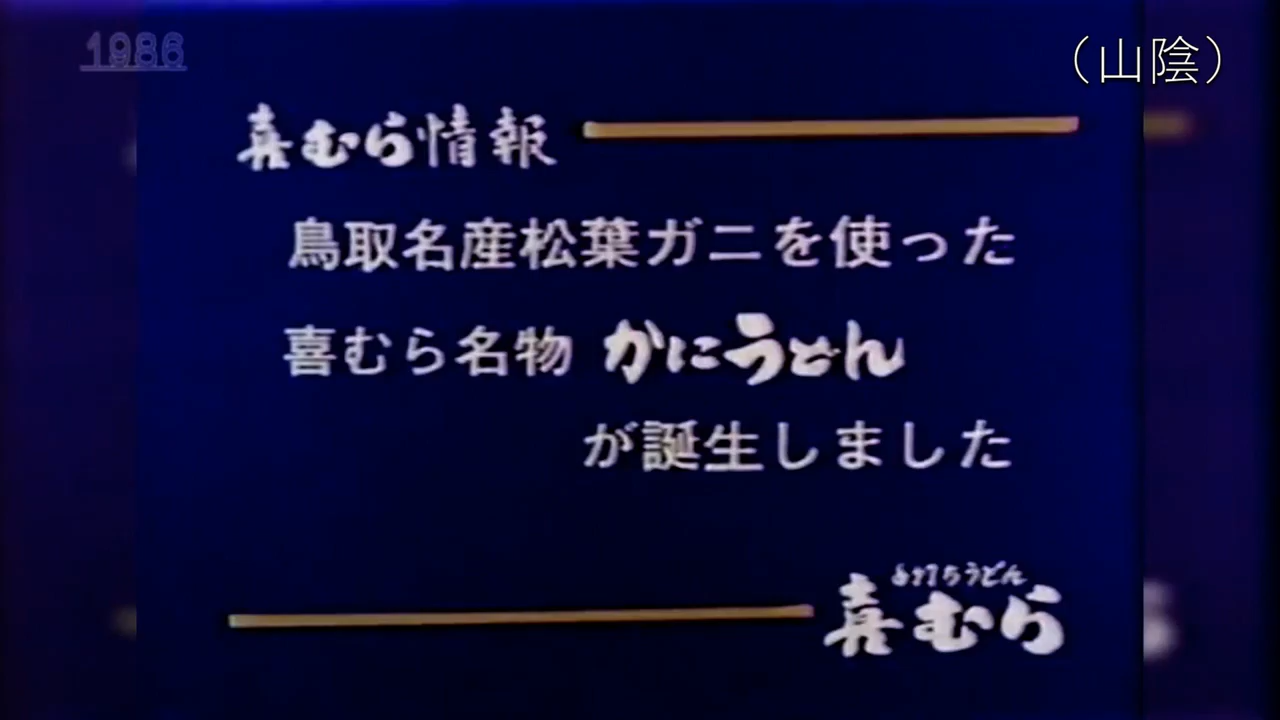 1986
(山陰)
喜むら情報
鳥取名産松葉ガニを使った
喜むら名物 かにうどん
が誕生しました
手打ちうどん
喜むら